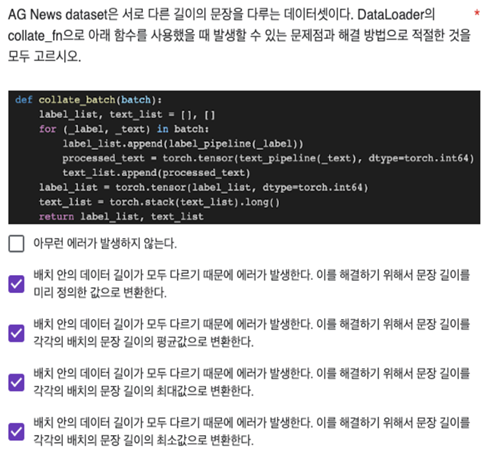 AG News dataset은 서로 다른 길이의 문장을 다루는 데이터셋이다. DataLoader의 *
collate_fn으로 아래 함수를 사용했을 때 발생할 수 있는 문제점과 해결 방법으로 적절한 것을
모두 고르시오.
def collate_batch(batch):
    label_list, text_list = [], []
    for (_label, _text) in batch:
        label_list.append(label_pipeline(_label))
        processed_text = torch.tensor(text_pipeline(_text), dtype=torch.int64)
        text_list.append(processed_text)
    label_list = torch.tensor(label_list, dtype=torch.int64)
    text_list = torch.stack(text_list).long()
    return label_list, text_list
아무런 에러가 발생하지 않는다.
배치 안의 데이터 길이가 모두 다르기 때문에 에러가 발생한다. 이를 해결하기 위해서 문장 길이를
미리 정의한 값으로 변환한다.
배치 안의 데이터 길이가 모두 다르기 때문에 에러가 발생한다. 이를 해결하기 위해서 문장 길이를
각각의 배치의 문장 길이의 평균값으로 변환한다.
배치 안의 데이터 길이가 모두 다르기 때문에 에러가 발생한다. 이를 해결하기 위해서 문장 길이를
각각의 배치의 문장 길이의 최대값으로 변환한다.
배치 안의 데이터 길이가 모두 다르기 때문에 에러가 발생한다. 이를 해결하기 위해서 문장 길이를
각각의 배치의 문장 길이의 최소값으로 변환한다.